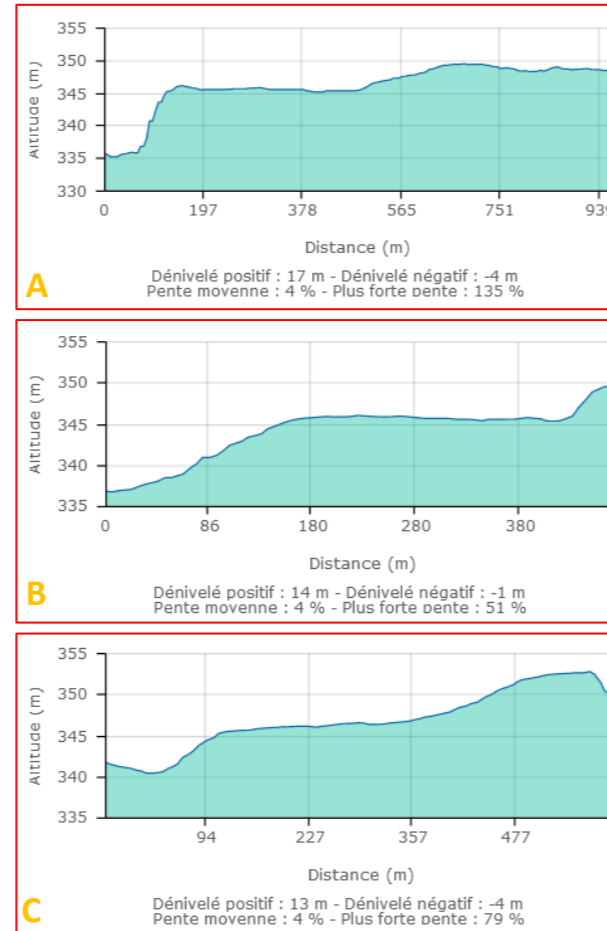 355
350
345
340
335
330
Altitude (m)
0 197 378 565 751 939
Distance (m)
Dénivelé positif : 17 m - Dénivelé négatif : -4 m
Pente moyenne : 4 % - Plus forte pente : 135 %
A
355
350
345
340
335
Altitude (m)
0 86 180 280 380
Distance (m)
Dénivelé positif : 14 m - Dénivelé négatif : -1 m
Pente moyenne : 4 % - Plus forte pente : 51 %
B
355
350
345
340
335
Altitude (m)
94 227 357 477
Distance (m)
Dénivelé positif : 13 m - Dénivelé négatif : -4 m
Pente moyenne : 4 % - Plus forte pente : 79 %
C